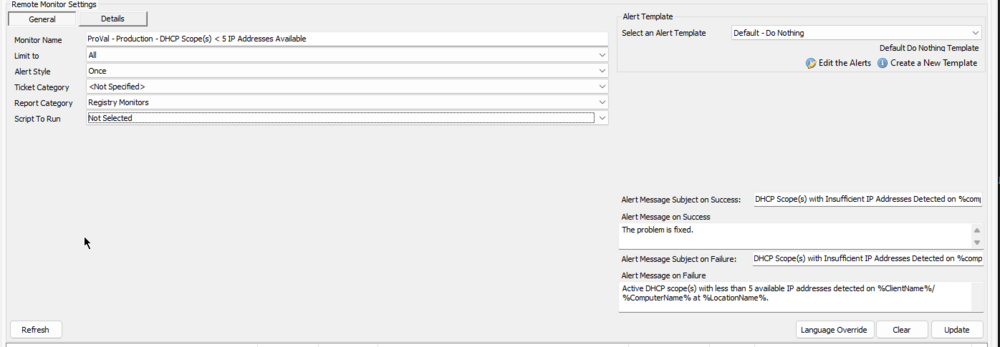 Remote Monitor Settings
General
Details
Monitor Name
ProVal - Production - DHCP Scope(s) < 5 IP Addresses Available
Limit to
All
Alert Style
Once
Ticket Category
<Not Specified>
Report Category
Registry Monitors
Script To Run
Not Selected
Alert Template
Select an Alert Template
Default - Do Nothing
Default Do Nothing Template
Edit the Alerts
Create a New Template
Alert Message Subject on Success:
DHCP Scope(s) with Insufficient IP Addresses Detected on %comp
Alert Message on Success
The problem is fixed.
Alert Message Subject on Failure:
DHCP Scope(s) with Insufficient IP Addresses Detected on %comp
Alert Message on Failure
Active DHCP scope(s) with less than 5 available IP addresses detected on %ClientName%/
%ComputerName% at %LocationName%.
Refresh
Language Override
Clear
Update